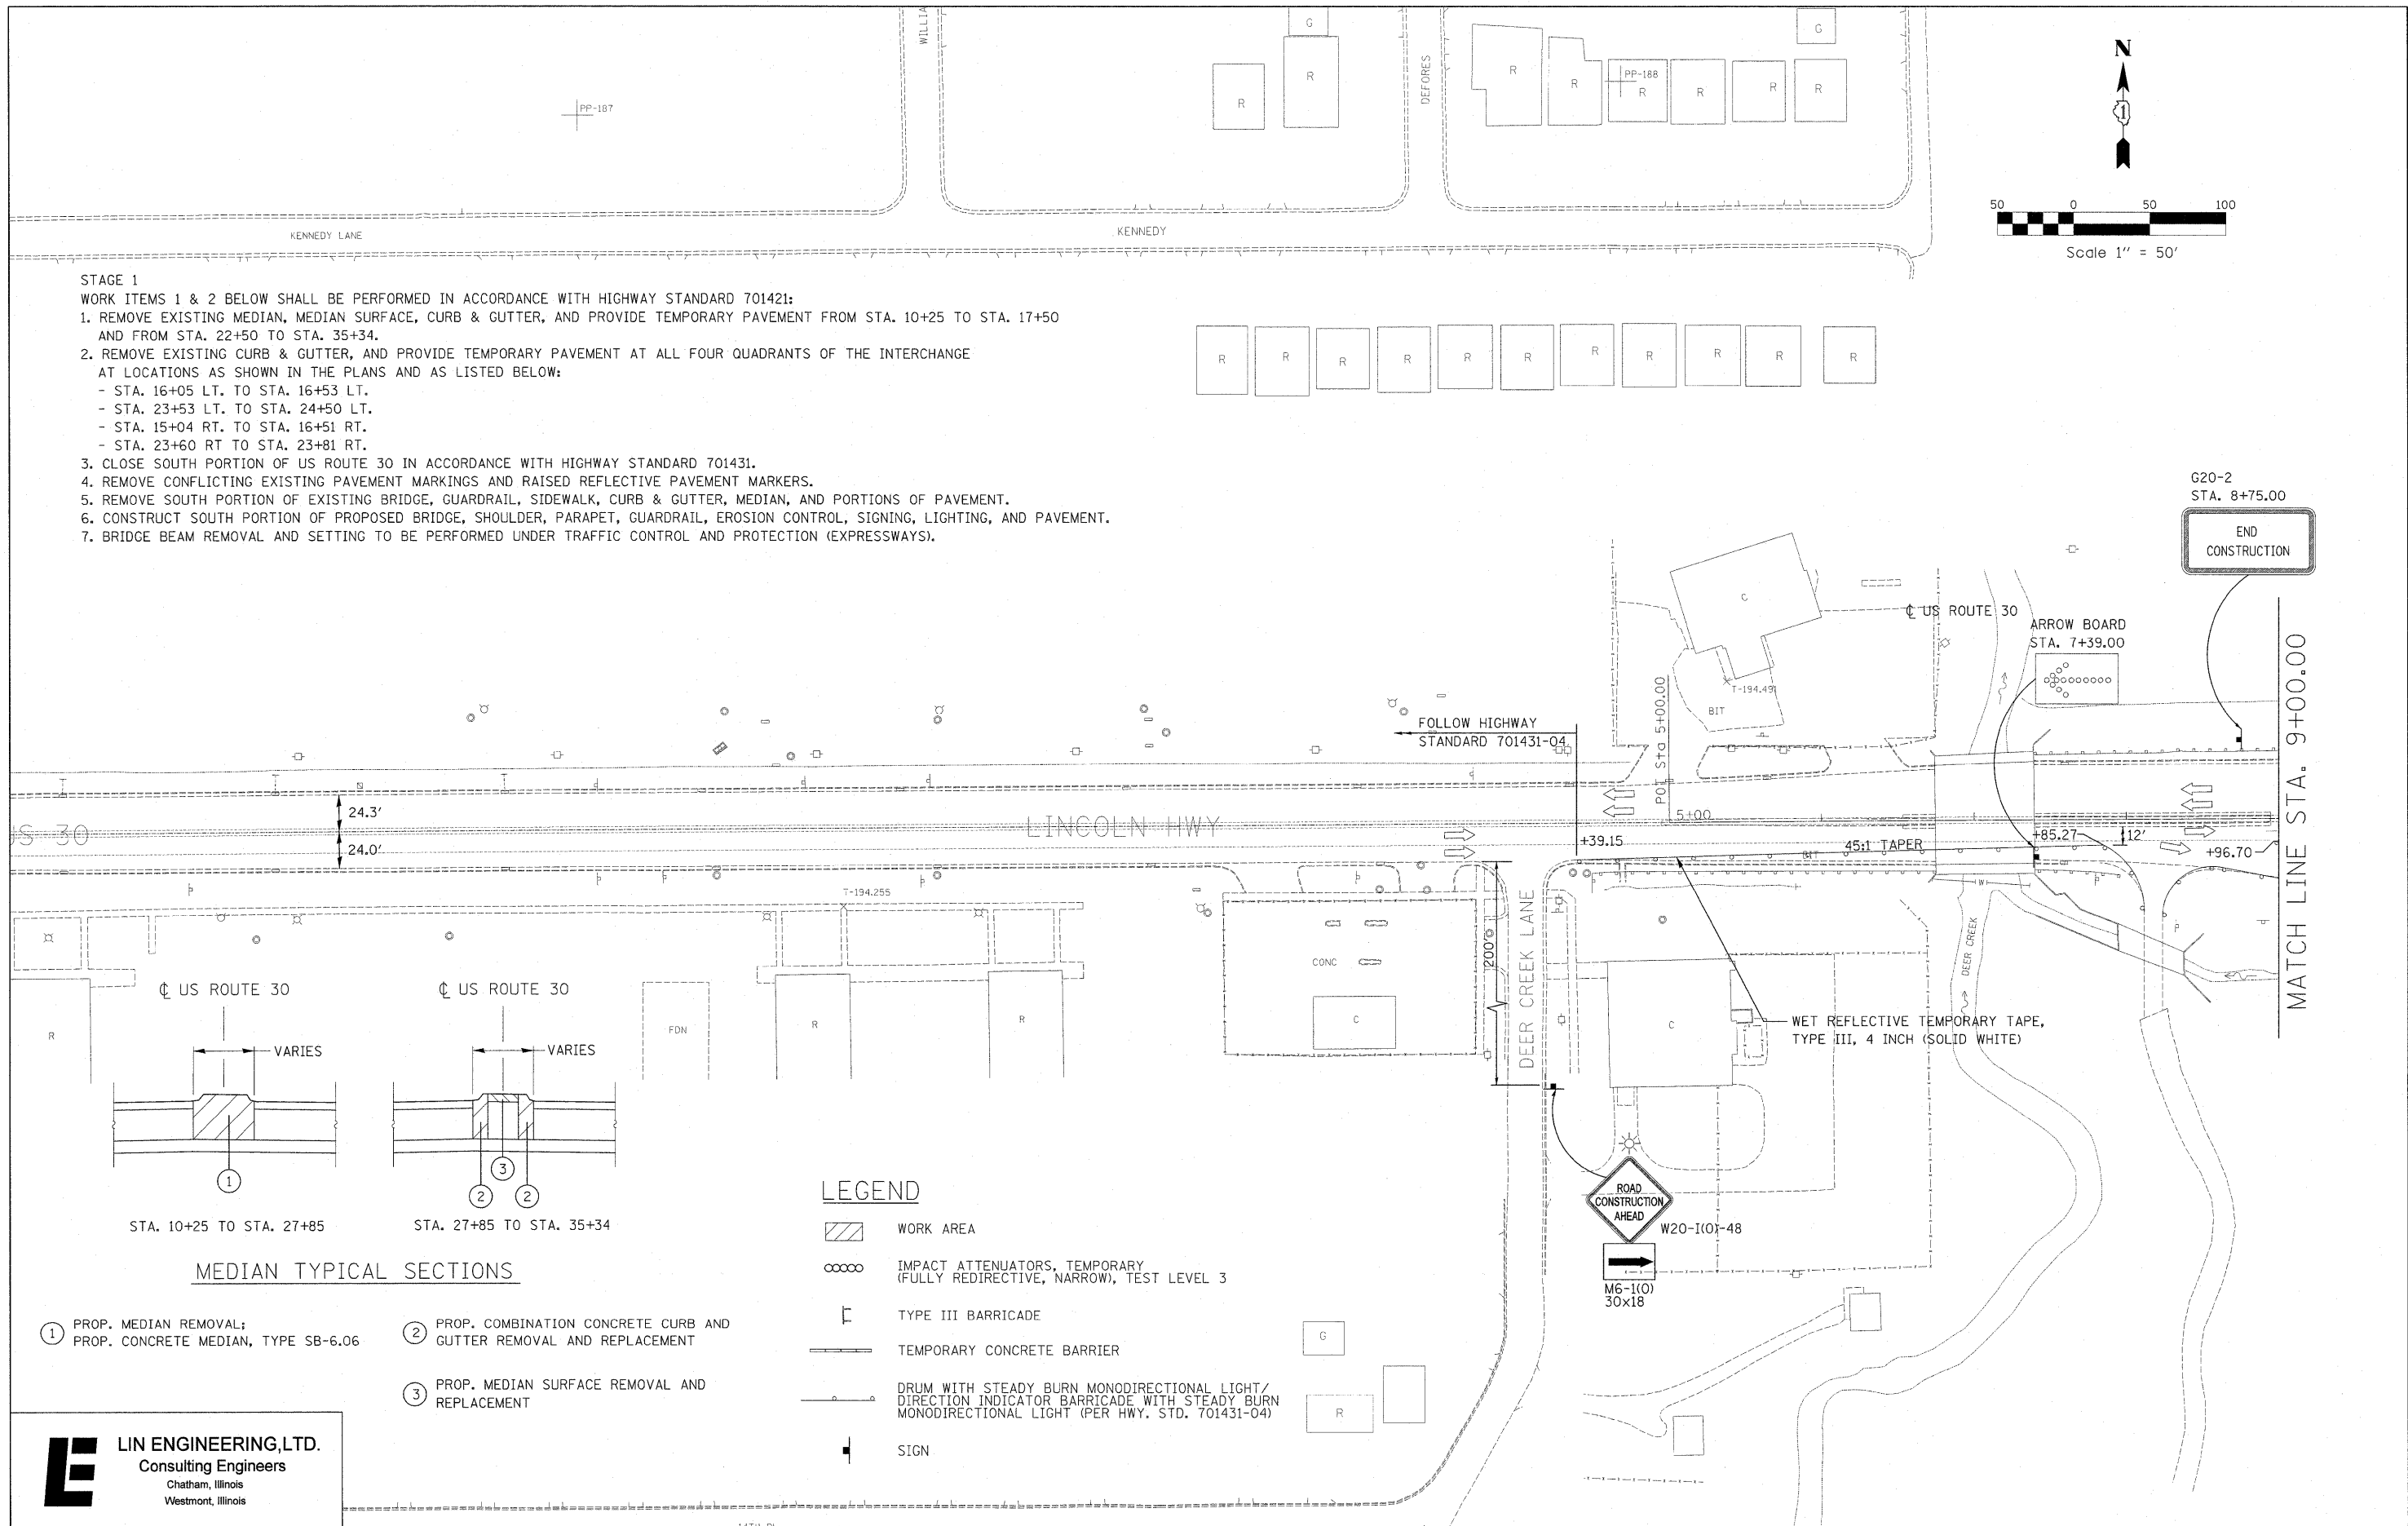 WILLIA
G
R
R
DEFORES
R
R
PP-188
R
R
R
R
G
PP-187
N
1
50 0 50 100
Scale 1" = 50'
KENNEDY LANE
KENNEDY
STAGE 1
WORK ITEMS 1 & 2 BELOW SHALL BE PERFORMED IN ACCORDANCE WITH HIGHWAY STANDARD 701421:
1. REMOVE EXISTING MEDIAN, MEDIAN SURFACE, CURB & GUTTER, AND PROVIDE TEMPORARY PAVEMENT FROM STA. 10+25 TO STA. 17+50
AND FROM STA. 22+50 TO STA. 35+34.
2. REMOVE EXISTING CURB & GUTTER, AND PROVIDE TEMPORARY PAVEMENT AT ALL FOUR QUADRANTS OF THE INTERCHANGE
AT LOCATIONS AS SHOWN IN THE PLANS AND AS LISTED BELOW:
- STA. 16+05 LT. TO STA. 16+53 LT.
- STA. 23+53 LT. TO STA. 24+50 LT.
- STA. 15+04 RT. TO STA. 16+51 RT.
- STA. 23+60 RT TO STA. 23+81 RT.
3. CLOSE SOUTH PORTION OF US ROUTE 30 IN ACCORDANCE WITH HIGHWAY STANDARD 701431.
4. REMOVE CONFLICTING EXISTING PAVEMENT MARKINGS AND RAISED REFLECTIVE PAVEMENT MARKERS.
5. REMOVE SOUTH PORTION OF EXISTING BRIDGE, GUARDRAIL, SIDEWALK, CURB & GUTTER, MEDIAN, AND PORTIONS OF PAVEMENT.
6. CONSTRUCT SOUTH PORTION OF PROPOSED BRIDGE, SHOULDER, PARAPET, GUARDRAIL, EROSION CONTROL, SIGNING, LIGHTING, AND PAVEMENT.
7. BRIDGE BEAM REMOVAL AND SETTING TO BE PERFORMED UNDER TRAFFIC CONTROL AND PROTECTION (EXPRESSWAYS).
R R R R R R R R R R R
G20-2
STA. 8+75.00
END
CONSTRUCTION
C
℄ US ROUTE 30
ARROW BOARD
STA. 7+39.00
T-194.491
BIT
FOLLOW HIGHWAY
STANDARD 701431-04
POT Sta 5+00.00
MATCH LINE STA. 9+00.00
24.3'
24.0'
US 30
LINCOLN HWY
5+00
+39.15
BIT
45:1 TAPER
+85.27
12'
+96.70
T-194.255
200'
DEER CREEK LANE
W
DEER CREEK
CONC
C
C
R
FDN
R
R
WET REFLECTIVE TEMPORARY TAPE,
TYPE III, 4 INCH (SOLID WHITE)
℄ US ROUTE 30
VARIES
1
STA. 10+25 TO STA. 27+85
℄ US ROUTE 30
VARIES
3
2
2
STA. 27+85 TO STA. 35+34
MEDIAN TYPICAL SECTIONS
1 PROP. MEDIAN REMOVAL;
PROP. CONCRETE MEDIAN, TYPE SB-6.06
2 PROP. COMBINATION CONCRETE CURB AND
GUTTER REMOVAL AND REPLACEMENT
3 PROP. MEDIAN SURFACE REMOVAL AND
REPLACEMENT
LEGEND
WORK AREA
IMPACT ATTENUATORS, TEMPORARY
(FULLY REDIRECTIVE, NARROW), TEST LEVEL 3
TYPE III BARRICADE
TEMPORARY CONCRETE BARRIER
DRUM WITH STEADY BURN MONODIRECTIONAL LIGHT/
DIRECTION INDICATOR BARRICADE WITH STEADY BURN
MONODIRECTIONAL LIGHT (PER HWY. STD. 701431-04)
SIGN
ROAD
CONSTRUCTION
AHEAD
W20-I(O)-48
M6-1(O)
30x18
G
R
LIN ENGINEERING,LTD.
Consulting Engineers
Chatham, Illinois
Westmont, Illinois